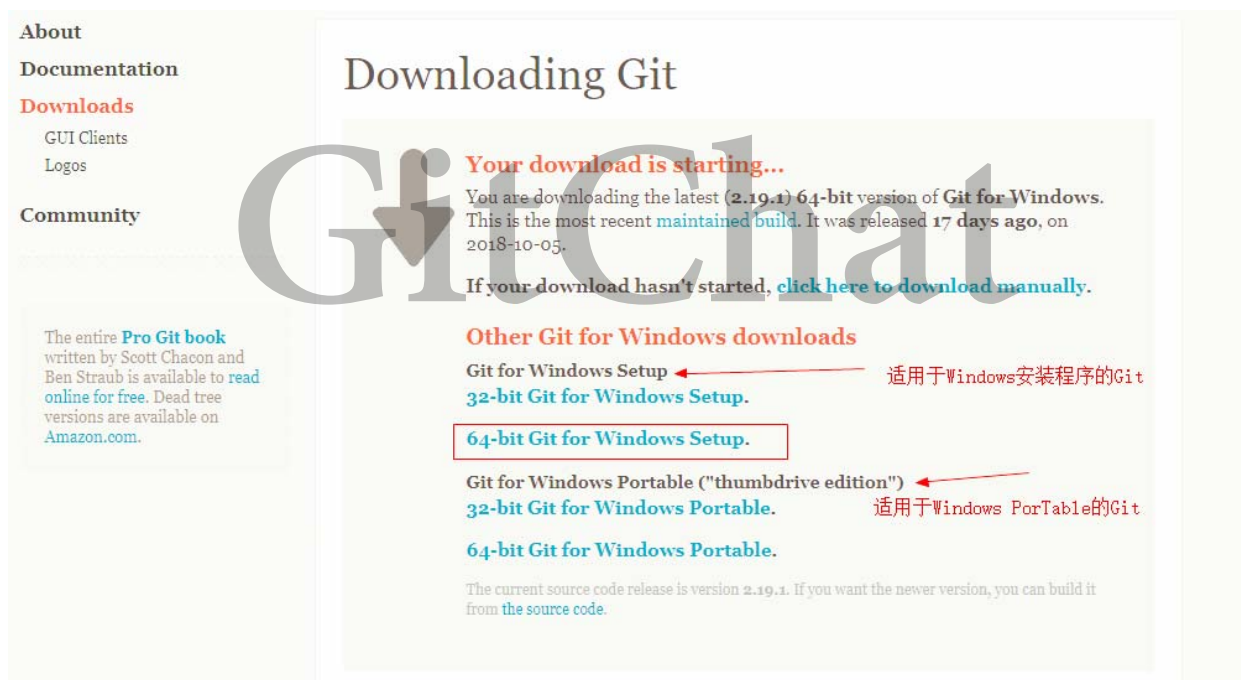 About
Documentation
Downloads
GUI Clients
Logos
Community
The entire Pro Git book
written by Scott Chacon and
Ben Straub is available to read
online for free. Dead tree
versions are available on
Amazon.com.
Downloading Git
GitChat
Your download is starting...
You are downloading the latest (2.19.1) 64-bit version of Git for Windows.
This is the most recent maintained build. It was released 17 days ago, on
2018-10-05.
If your download hasn't started, click here to download manually.
Other Git for Windows downloads
Git for Windows Setup
适用于Windows安装程序的Git
32-bit Git for Windows Setup.
64-bit Git for Windows Setup.
Git for Windows Portable ("thumbdrive edition")
32-bit Git for Windows Portable.
适用于Windows PorTable的Git
64-bit Git for Windows Portable.
The current source code release is version 2.19.1. If you want the newer version, you can build it
from the source code.